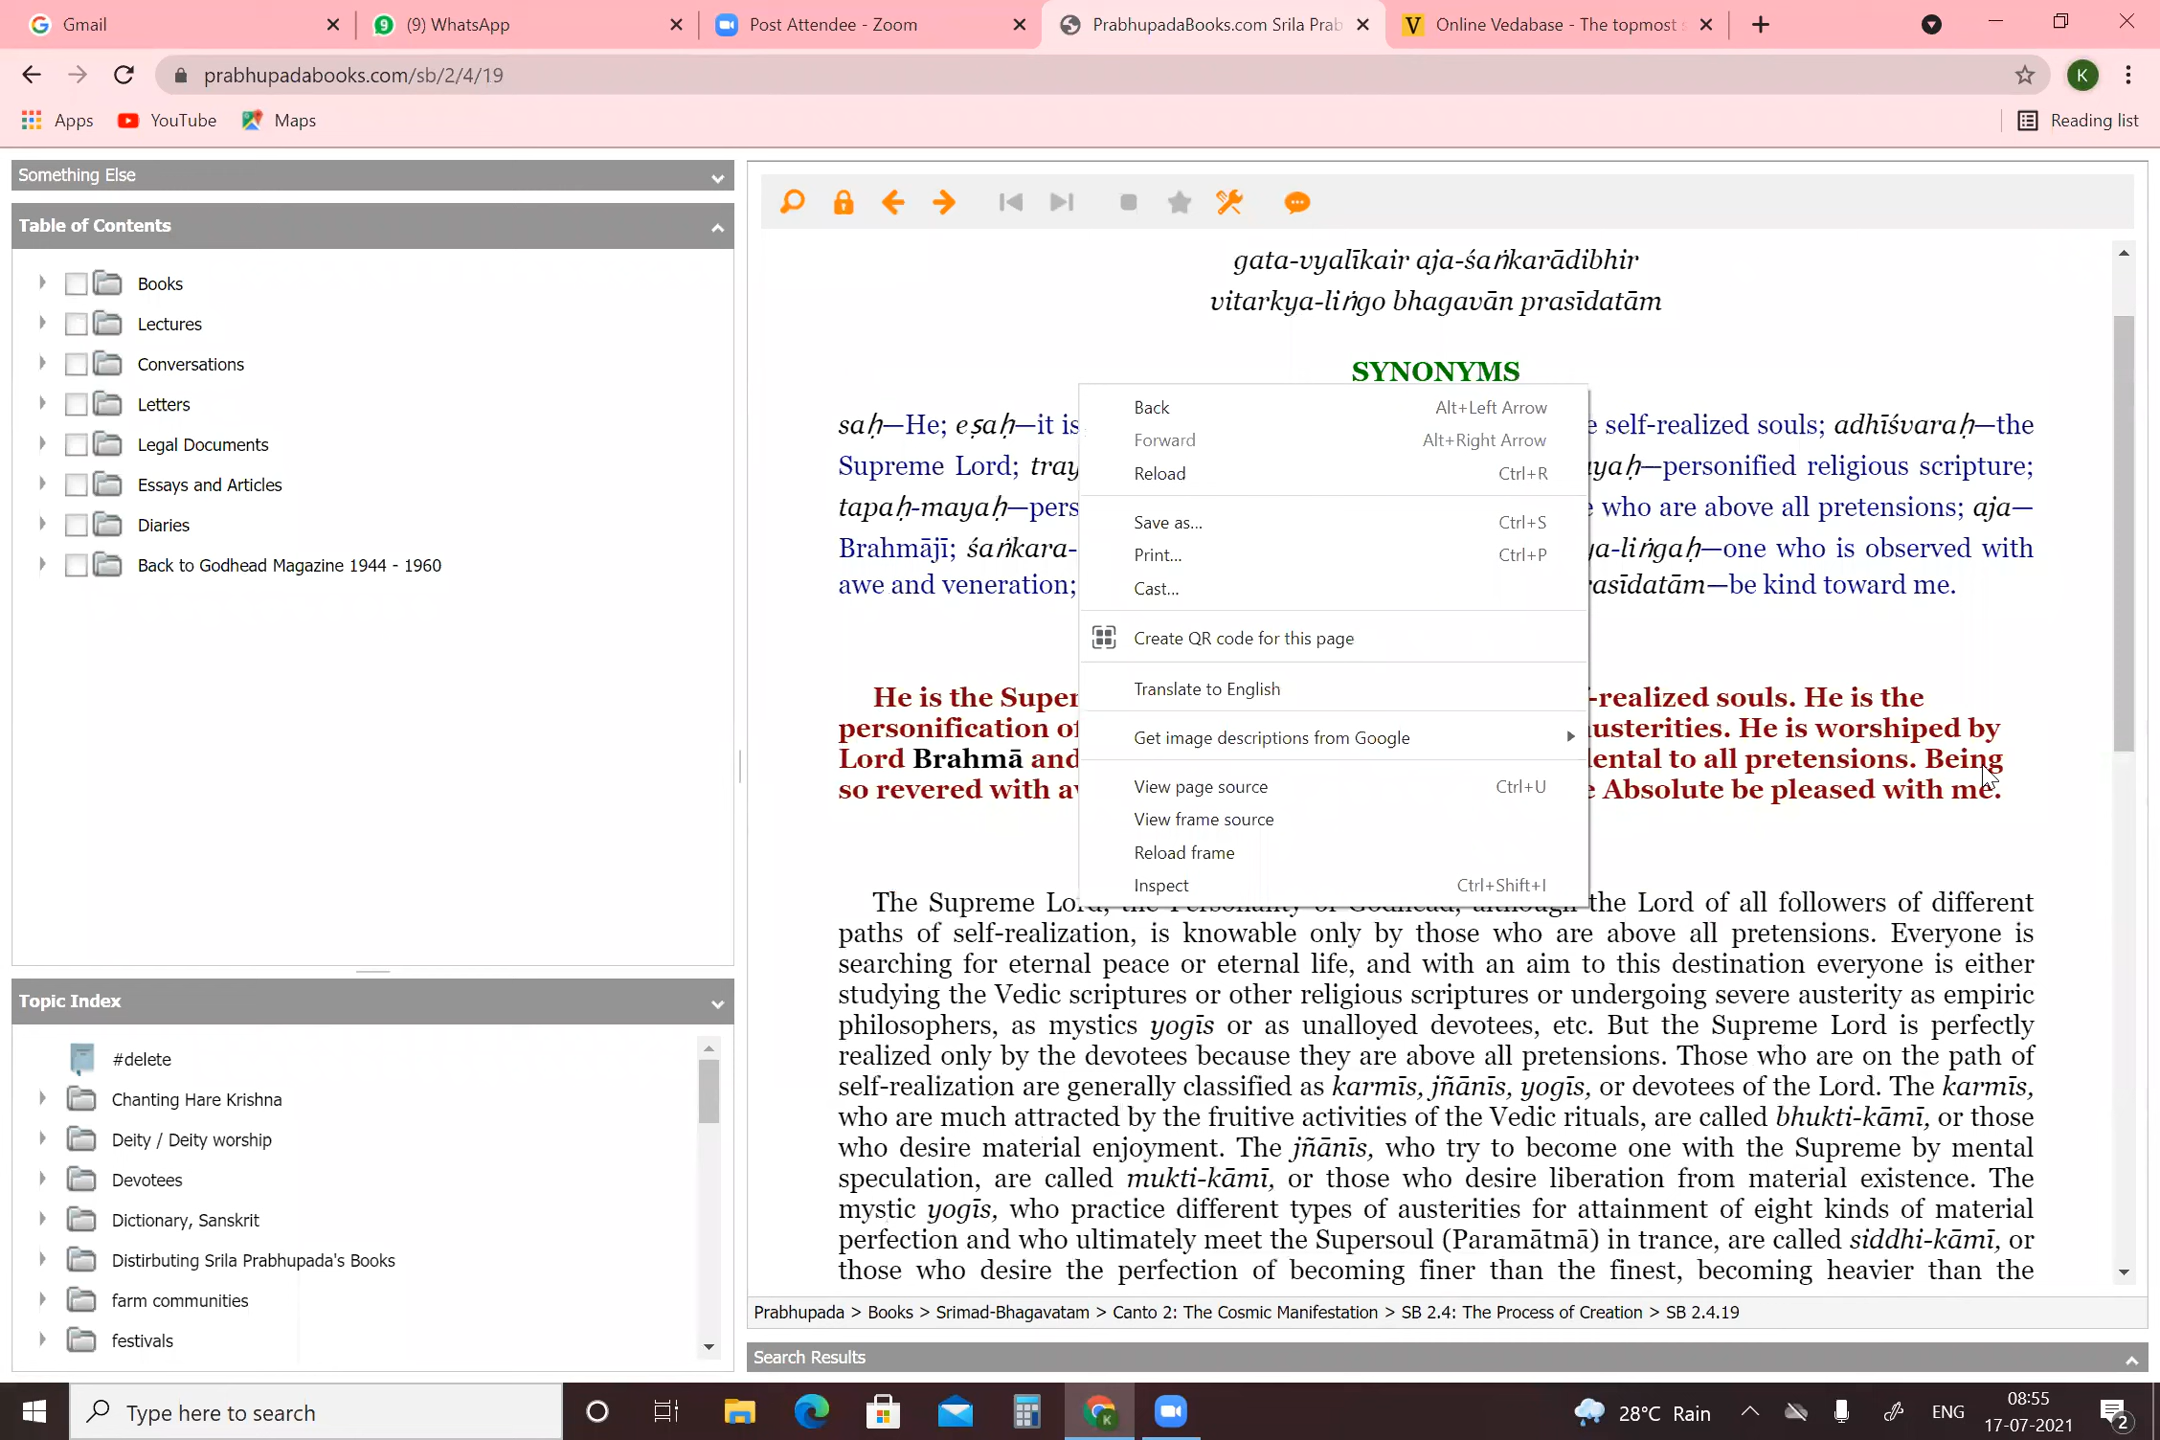 Gmail
(9) WhatsApp
Post Attendee - Zoom
PrabhupadaBooks.com Srila Prab
Online Vedabase - The topmost s
prabhupadabooks.com/sb/2/4/19
K
Apps
YouTube
Maps
Reading list
Something Else
Table of Contents
Books
Lectures
Conversations
Letters
Legal Documents
Essays and Articles
Diaries
Back to Godhead Magazine 1944 - 1960
Topic Index
#delete
Chanting Hare Krishna
Deity / Deity worship
Devotees
Dictionary, Sanskrit
Distirbuting Srila Prabhupada's Books
farm communities
festivals
gata-vyalīkair aja-śaṅkarādibhir
vitarkya-liṅgo bhagavān prasīdatām
SYNONYMS
saḥ—He; eṣaḥ—it is self-realized souls; adhīśvaraḥ—the
Supreme Lord; tray yaḥ—personified religious scripture;
tapaḥ-mayaḥ—pers who are above all pretensions; aja—
Brahmājī; śaṅkara- ya-liṅgaḥ—one who is observed with
awe and veneration; rasīdatām—be kind toward me.
Back Alt+Left Arrow
Forward Alt+Right Arrow
Reload Ctrl+R
Save as... Ctrl+S
Print... Ctrl+P
Cast...
Create QR code for this page
Translate to English
Get image descriptions from Google
View page source Ctrl+U
View frame source
Reload frame
Inspect Ctrl+Shift+I
He is the Super -realized souls. He is the
personification of usterities. He is worshiped by
Lord Brahmā and dental to all pretensions. Being
so revered with aw e Absolute be pleased with me.
The Supreme Lord, the Personality of Godhead, although the Lord of all followers of different
paths of self-realization, is knowable only by those who are above all pretensions. Everyone is
searching for eternal peace or eternal life, and with an aim to this destination everyone is either
studying the Vedic scriptures or other religious scriptures or undergoing severe austerity as empiric
philosophers, as mystics yogīs or as unalloyed devotees, etc. But the Supreme Lord is perfectly
realized only by the devotees because they are above all pretensions. Those who are on the path of
self-realization are generally classified as karmīs, jñānīs, yogīs, or devotees of the Lord. The karmīs,
who are much attracted by the fruitive activities of the Vedic rituals, are called bhukti-kāmī, or those
who desire material enjoyment. The jñānīs, who try to become one with the Supreme by mental
speculation, are called mukti-kāmī, or those who desire liberation from material existence. The
mystic yogīs, who practice different types of austerities for attainment of eight kinds of material
perfection and who ultimately meet the Supersoul (Paramātmā) in trance, are called siddhi-kāmī, or
those who desire the perfection of becoming finer than the finest, becoming heavier than the
Prabhupada > Books > Srimad-Bhagavatam > Canto 2: The Cosmic Manifestation > SB 2.4: The Process of Creation > SB 2.4.19
Search Results
Type here to search
K
28°C Rain
ENG
08:55
17-07-2021
2